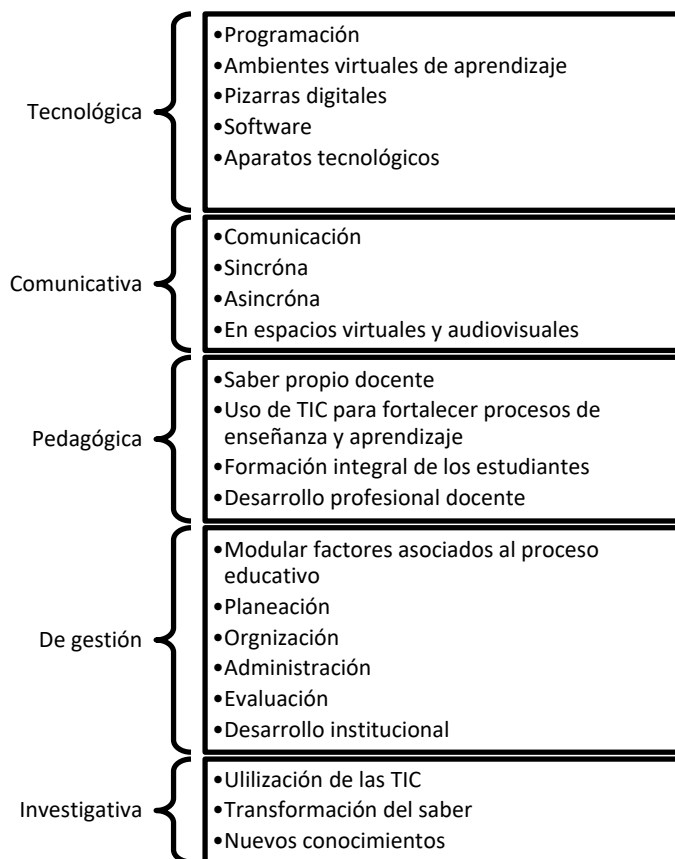 Tecnológica
•Programación
•Ambientes virtuales de aprendizaje
•Pizarras digitales
•Software
•Aparatos tecnológicos
Comunicativa
•Comunicación
•Sincróna
•Asincróna
•En espacios virtuales y audiovisuales
Pedagógica
•Saber propio docente
•Uso de TIC para fortalecer procesos de
enseñanza y aprendizaje
•Formación integral de los estudiantes
•Desarrollo profesional docente
De gestión
•Modular factores asociados al proceso
educativo
•Planeación
•Orgnización
•Administración
•Evaluación
•Desarrollo institucional
Investigativa
•Ulilización de las TIC
•Transformación del saber
•Nuevos conocimientos